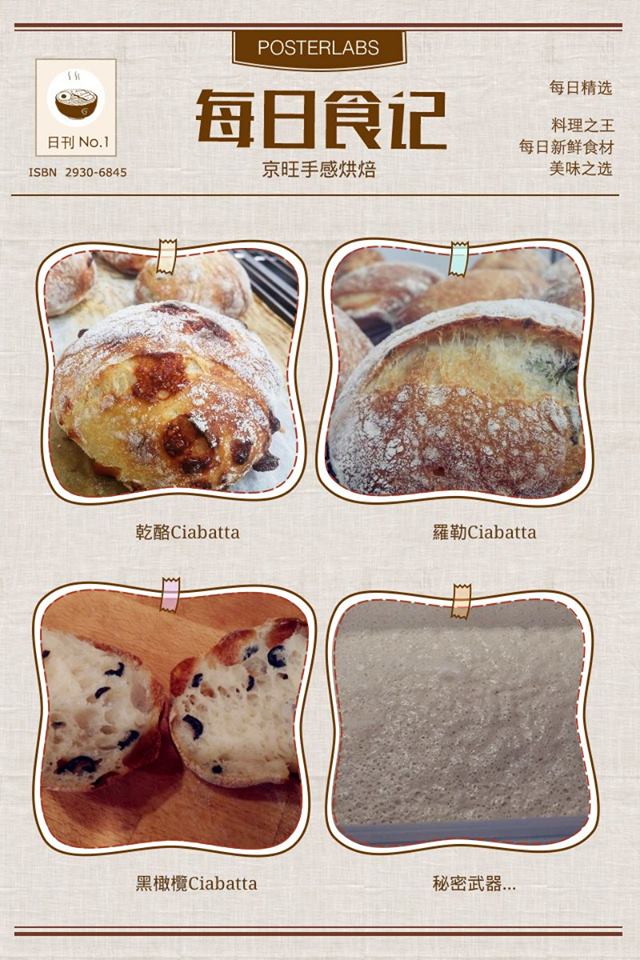 POSTERLABS
每日食记
京旺手感烘焙
日刊 No.1
ISBN 2930-6845
每日精选
料理之王
每日新鲜食材
美味之选
乾酪Ciabatta
羅勒Ciabatta
黑橄欖Ciabatta
秘密武器...